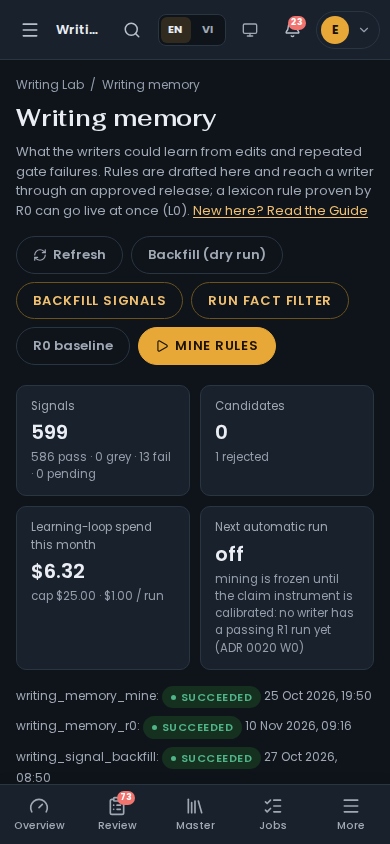 Writi...
EN VI
23
E
Writing Lab / Writing memory
Writing memory
What the writers could learn from edits and repeated
gate failures. Rules are drafted here and reach a writer
through an approved release; a lexicon rule proven by
R0 can go live at once (L0). New here? Read the Guide
Refresh
Backfill (dry run)
BACKFILL SIGNALS
RUN FACT FILTER
R0 baseline
MINE RULES
Signals
599
586 pass · 0 grey · 13 fail
· 0 pending
Candidates
0
1 rejected
Learning-loop spend
this month
$6.32
cap $25.00 · $1.00 / run
Next automatic run
off
mining is frozen until
the claim instrument is
calibrated: no writer has
a passing R1 run yet
(ADR 0020 W0)
writing_memory_mine: SUCCEEDED 25 Oct 2026, 19:50
writing_memory_r0: SUCCEEDED 10 Nov 2026, 09:16
writing_signal_backfill: SUCCEEDED 27 Oct 2026,
08:50
73
Overview
Review
Master
Jobs
More